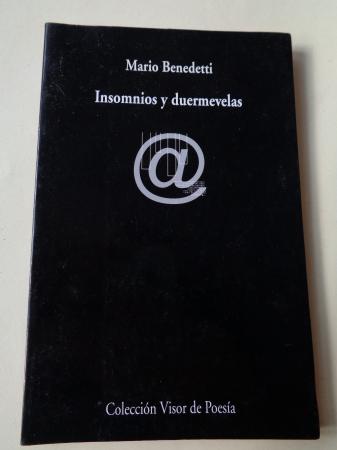 Mario Benedetti
Insomnios y duermevelas
@
Colección Visor de Poesía